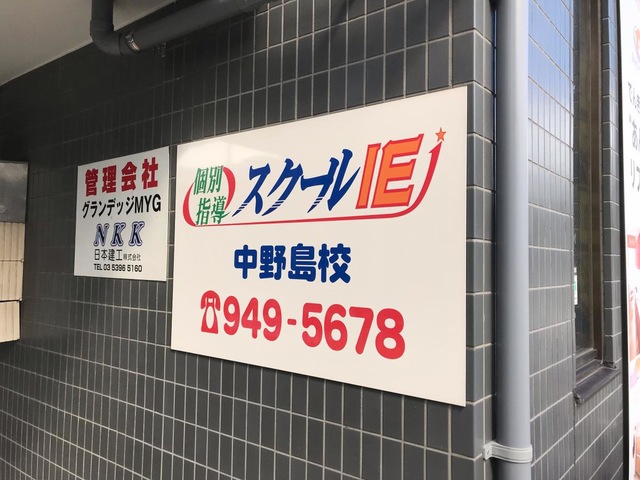 管理会社
グランデッジMYG
NKK
日本建工株式会社
TEL 03 5396 5160
個別
指導
スクールIE
中野島校
☎949-5678